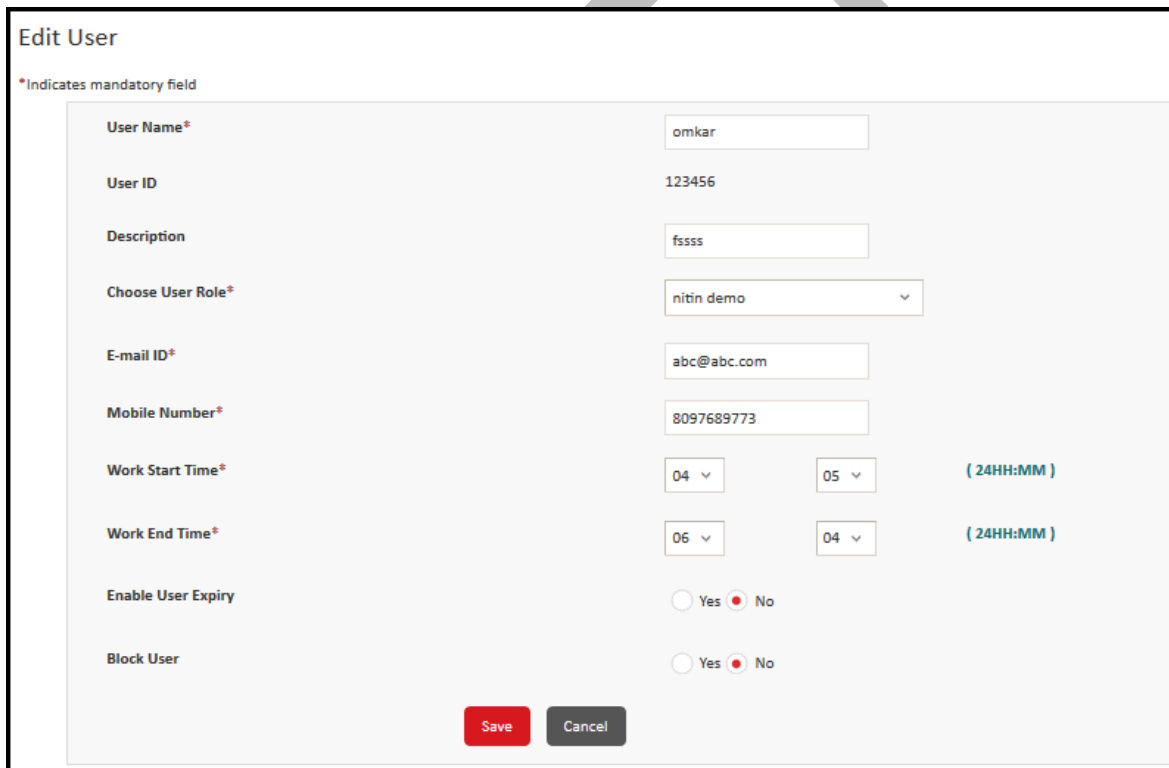 Edit User
*Indicates mandatory field
User Name* omkar
User ID 123456
Description fssss
Choose User Role* nitin demo
E-mail ID* abc@abc.com
Mobile Number* 8097689773
Work Start Time* 04 05 ( 24HH:MM )
Work End Time* 06 04 ( 24HH:MM )
Enable User Expiry Yes No
Block User Yes No
Save Cancel